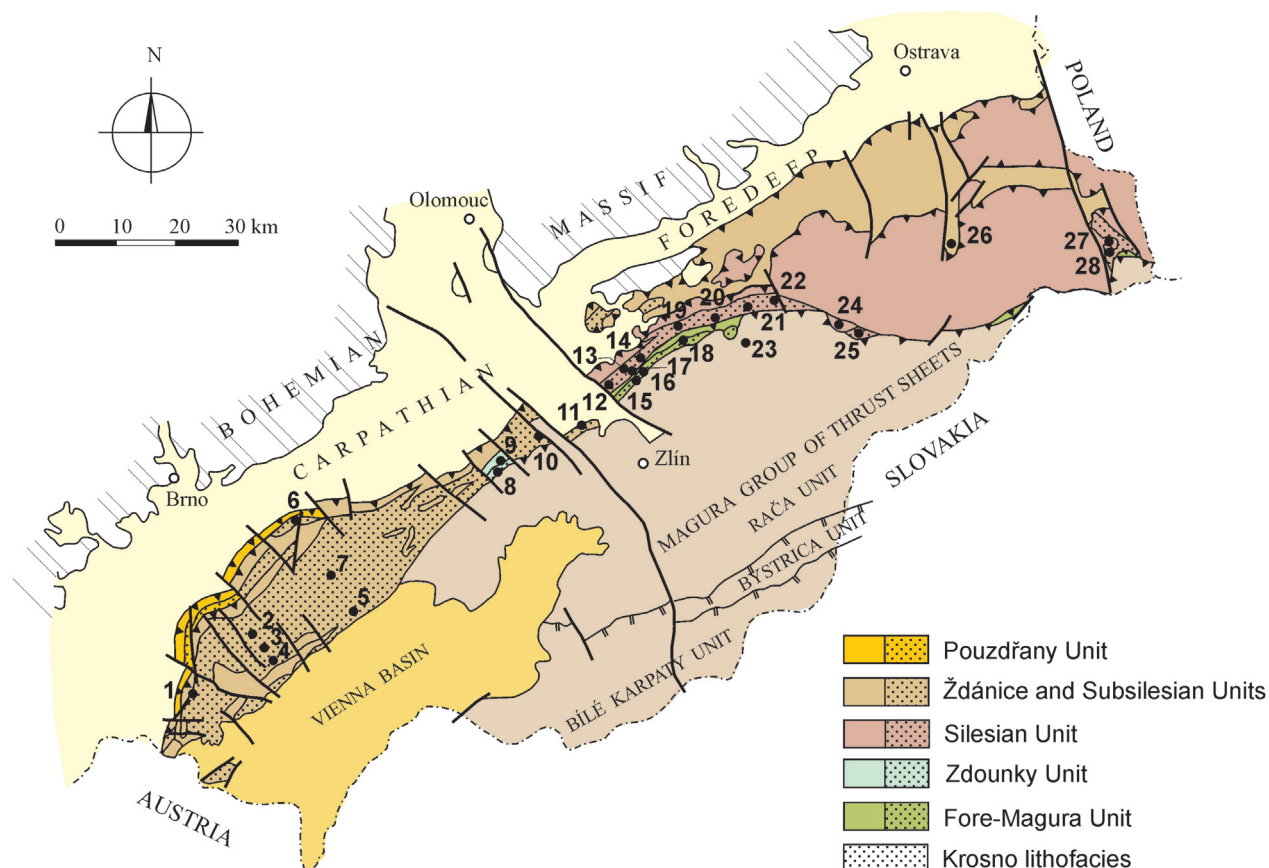 N
0 10 20 30 km
Ostrava
POLAND
Olomouc
BOHEMIAN MASSIF
CARPATHIAN FOREDEEP
Brno
Zlín
MAGURA GROUP OF THRUST SHEETS
RAČA UNIT
BYSTRICA UNIT
BÍLÉ KARPATY UNIT
SLOVAKIA
VIENNA BASIN
AUSTRIA
1
2
3
4
5
6
7
8
9
10
11
12
13
14
15
16
17
18
19
20
21
22
23
24
25
26
27
28
Pouzdřany Unit
Ždánice and Subsilesian Units
Silesian Unit
Zdounky Unit
Fore-Magura Unit
Krosno lithofacies